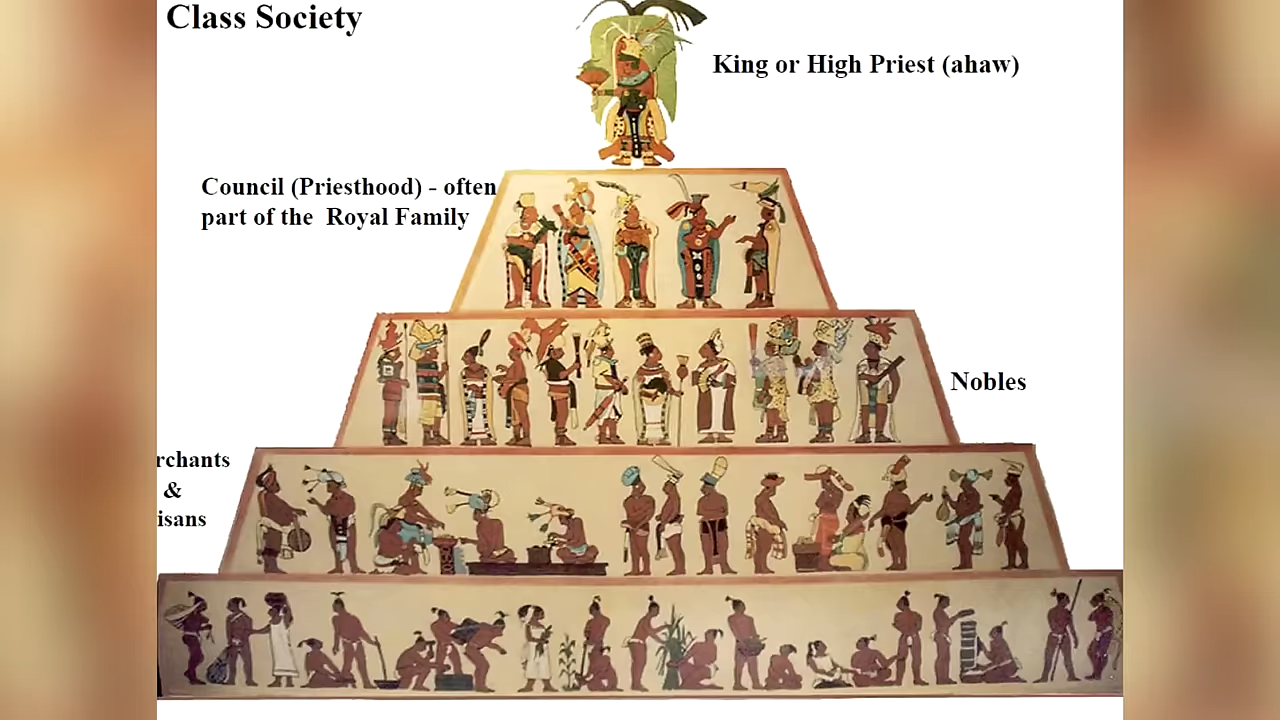 Class Society
King or High Priest (ahaw)
Council (Priesthood) - often
part of the Royal Family
Nobles
rchants
&
isans